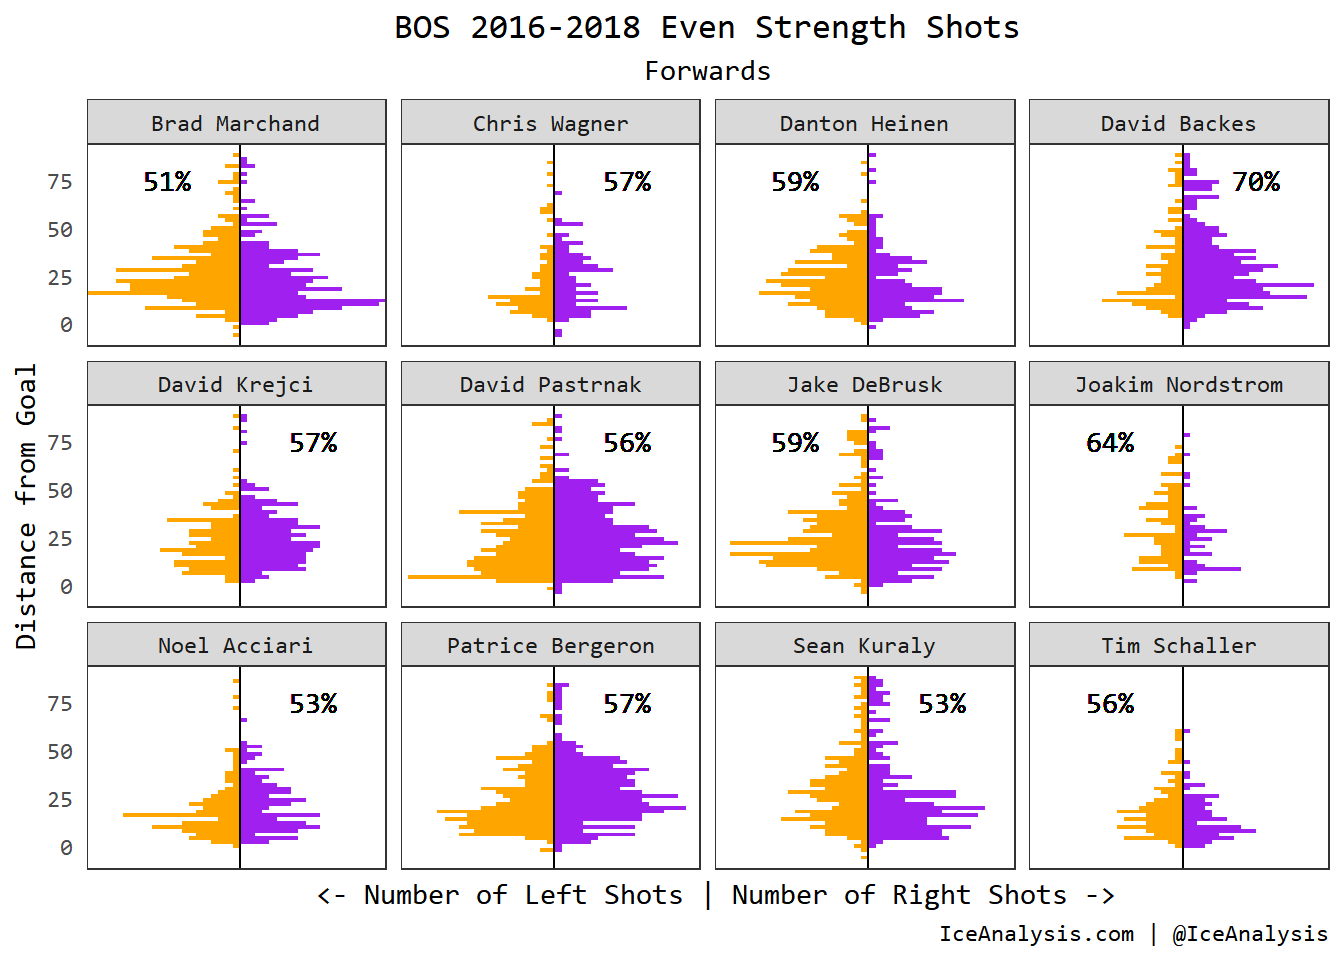 BOS 2016-2018 Even Strength Shots
Forwards
Brad Marchand Chris Wagner Danton Heinen David Backes
75 51% 57% 59% 70%
50
25
0
David Krejci David Pastrnak Jake DeBrusk Joakim Nordstrom
75 57% 56% 59% 64%
50
25
0
Noel Acciari Patrice Bergeron Sean Kuraly Tim Schaller
75 53% 57% 53% 56%
50
25
0
Distance from Goal
<- Number of Left Shots | Number of Right Shots ->
IceAnalysis.com | @IceAnalysis